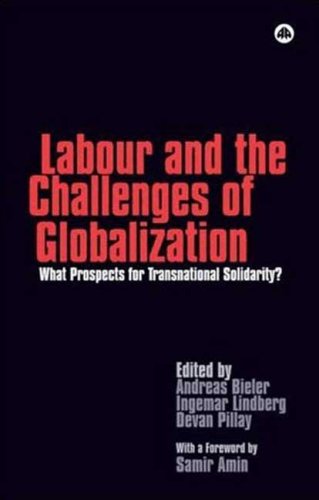 Labour and the
Challenges of
Globalization
What Prospects for Transnational Solidarity?
Edited by
Andreas Bieler
Ingemar Lindberg
Devan Pillay
With a Foreword by
Samir Amin